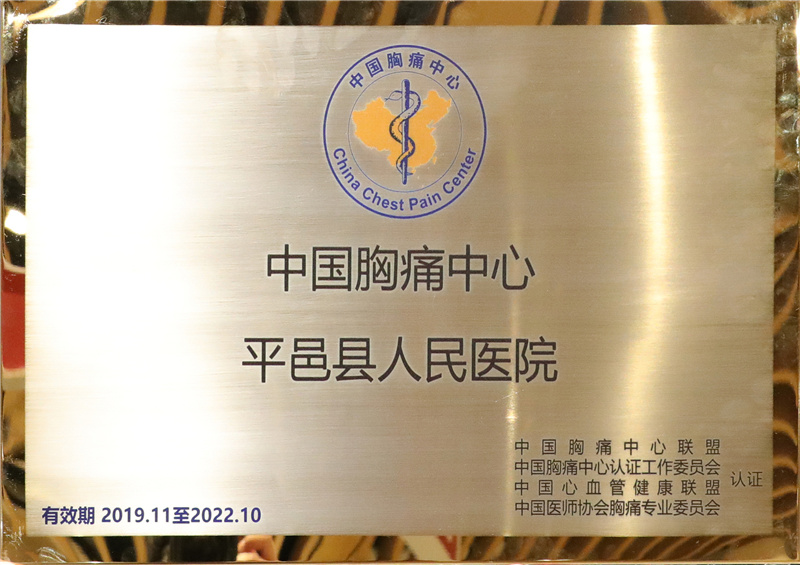 中国胸痛中心
China Chest Pain Center
中国胸痛中心
平邑县人民医院
中国胸痛中心联盟
中国胸痛中心认证工作委员会
中国心血管健康联盟
中国医师协会胸痛专业委员会
认证
有效期 2019.11至2022.10